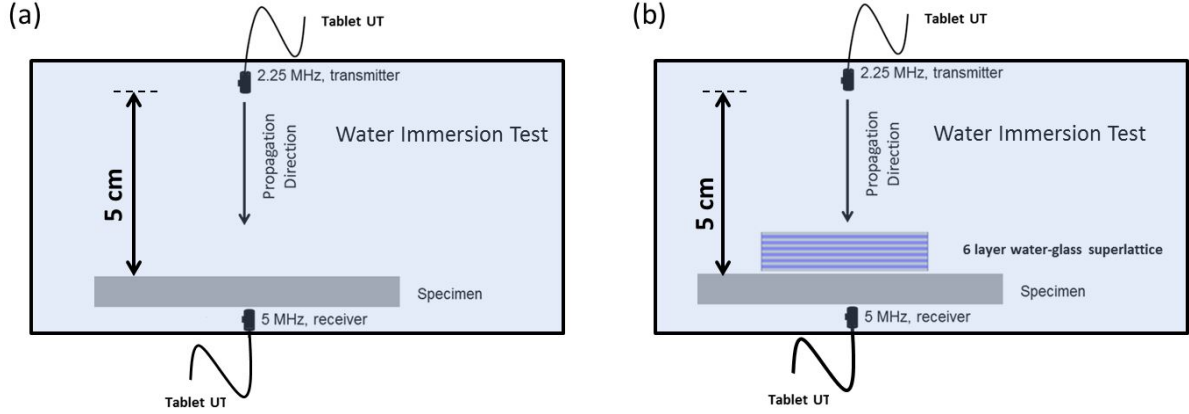 (a)
Tablet UT
2.25 MHz, transmitter
Water Immersion Test
Propagation
Direction
5 cm
Specimen
5 MHz, receiver
Tablet UT
(b)
Tablet UT
2.25 MHz, transmitter
Water Immersion Test
Propagation
Direction
5 cm
6 layer water-glass superlattice
Specimen
5 MHz, receiver
Tablet UT